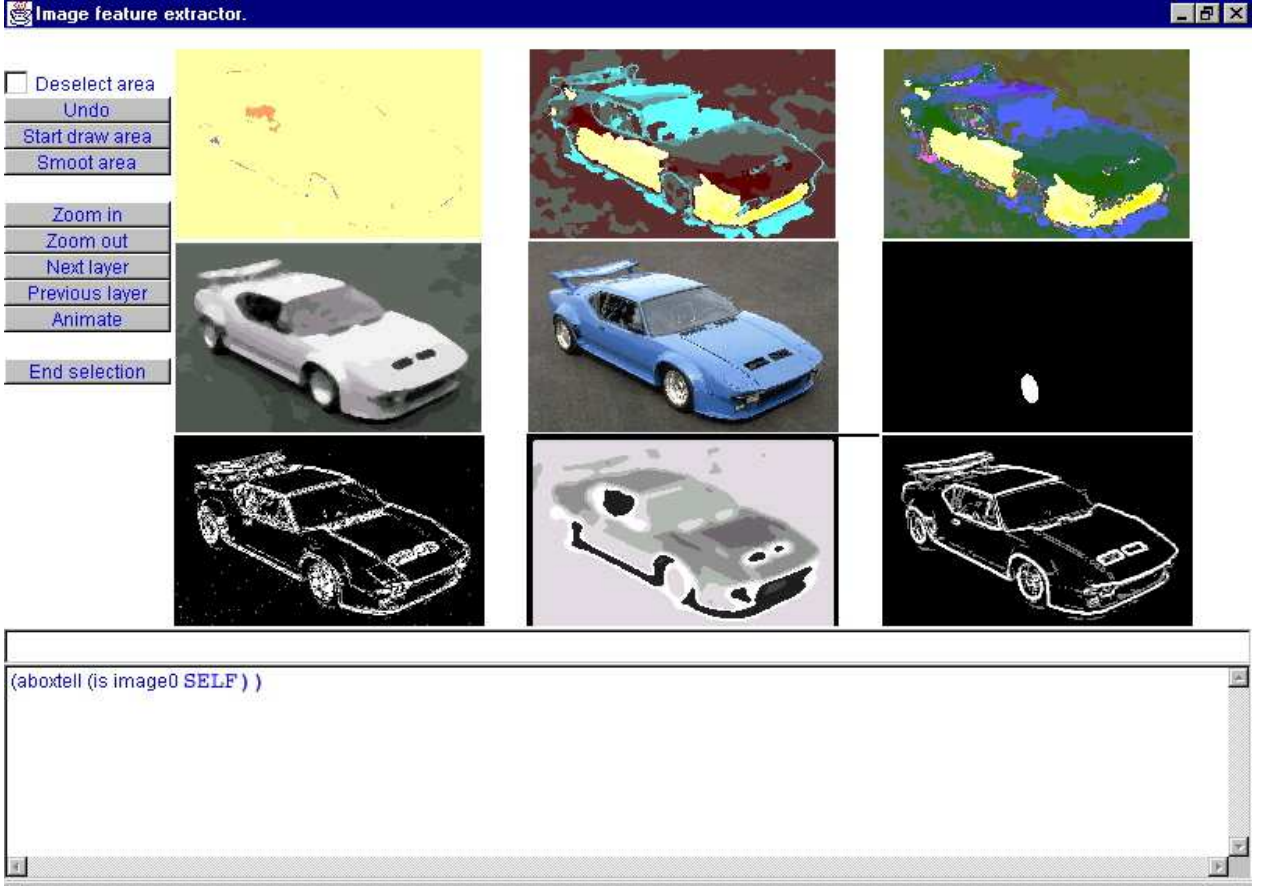 Image feature extractor.
Deselect area
Undo
Start draw area
Smoot area
Zoom in
Zoom out
Next layer
Previous layer
Animate
End selection
(aboxtell (is image0 SELF) )